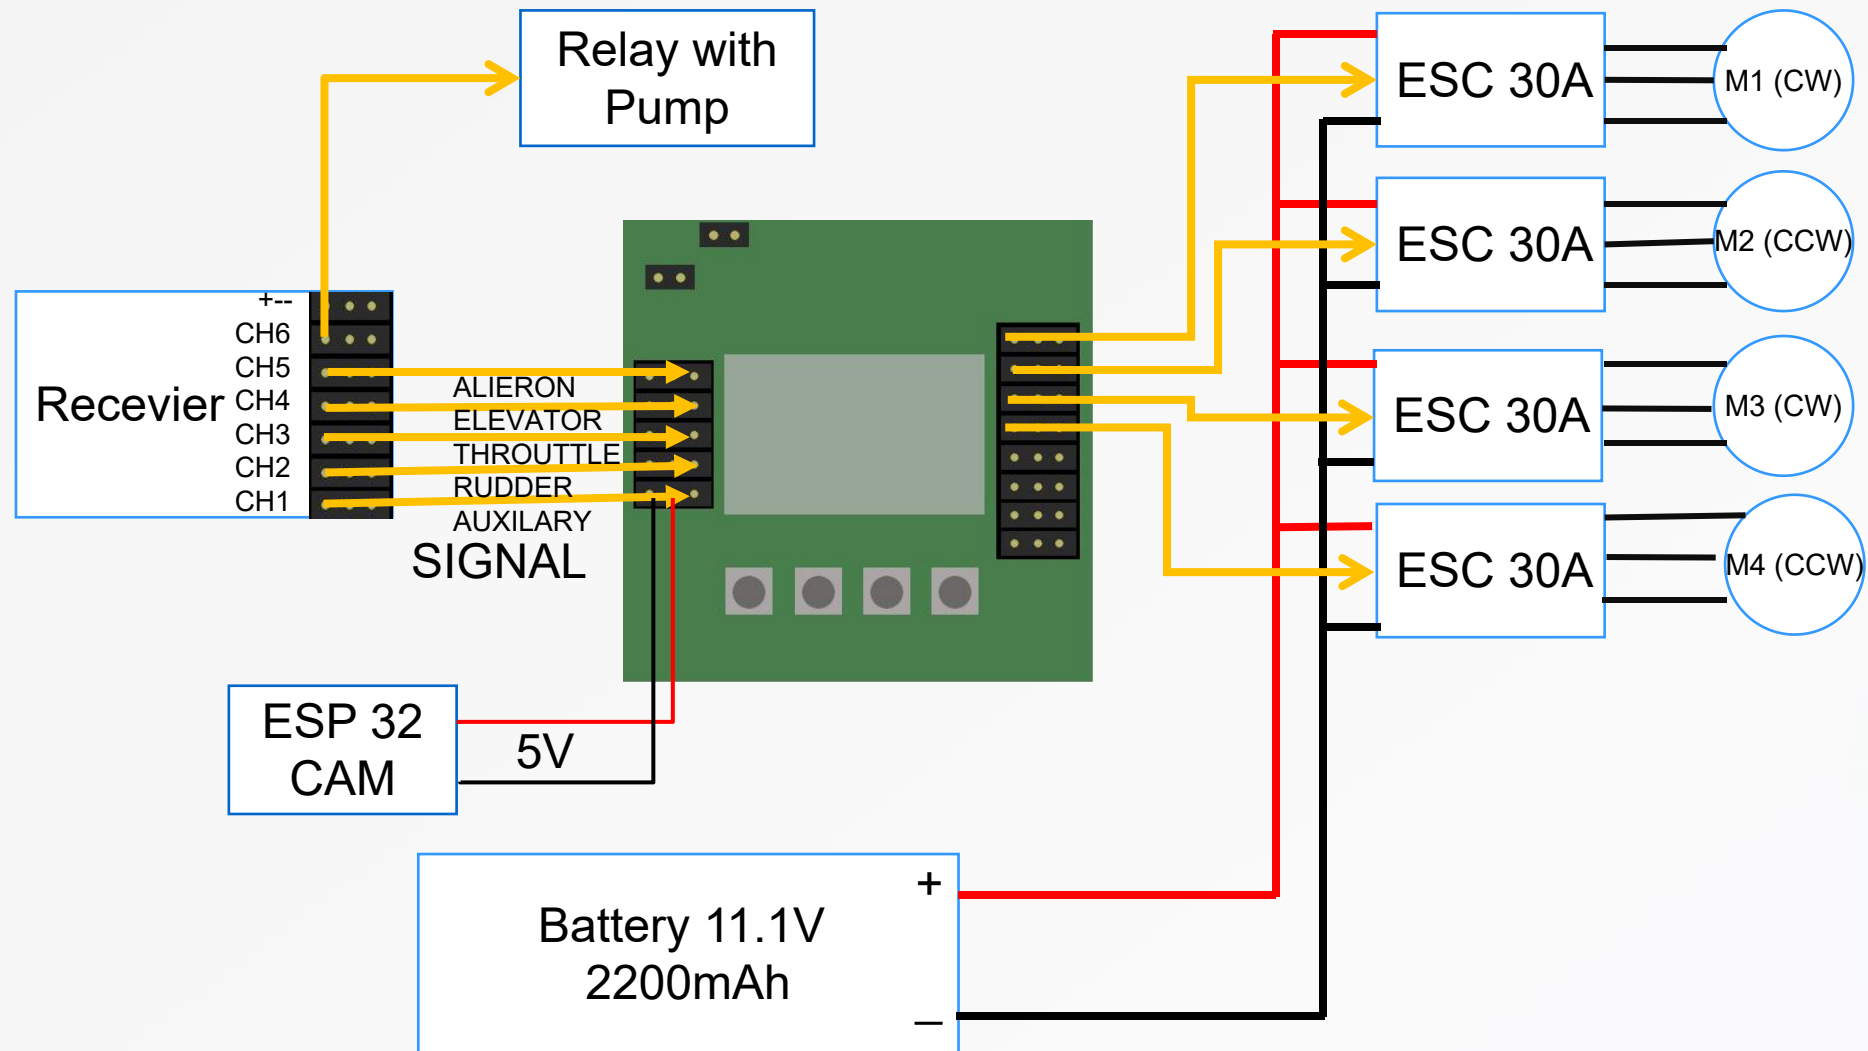 Relay with
Pump
ESC 30A
M1 (CW)
ESC 30A
M2 (CCW)
+--
CH6
CH5
CH4
CH3
CH2
CH1
Recevier
ALIERON
ELEVATOR
THROUTTLE
RUDDER
AUXILARY
SIGNAL
ESC 30A
M3 (CW)
ESC 30A
M4 (CCW)
ESP 32
CAM
5V
+
Battery 11.1V
2200mAh
–